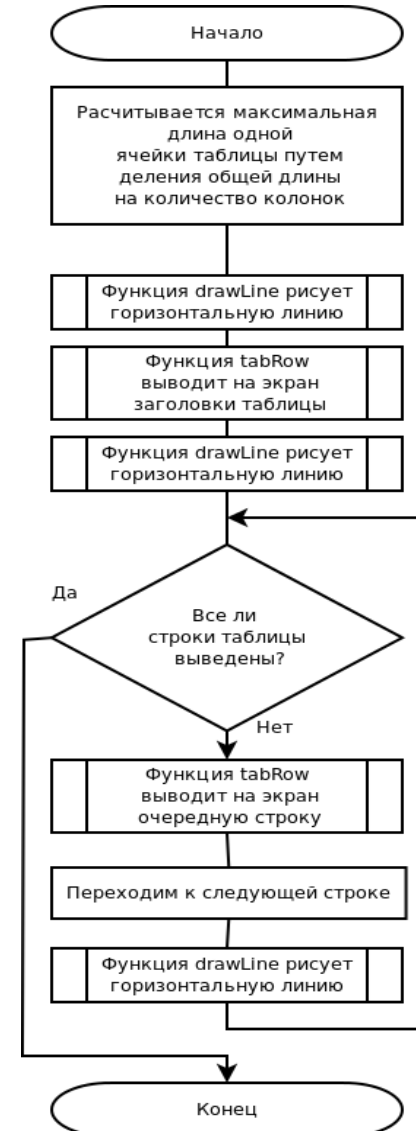 Начало
Расчитывается максимальная
длина одной
ячейки таблицы путем
деления общей длины
на количество колонок
Функция drawLine рисует
горизонтальную линию
Функция tabRow
выводит на экран
заголовки таблицы
Функция drawLine рисует
горизонтальную линию
Да
Все ли
строки таблицы
выведены?
Нет
Функция tabRow
выводит на экран
очередную строку
Переходим к следующей строке
Функция drawLine рисует
горизонтальную линию
Конец